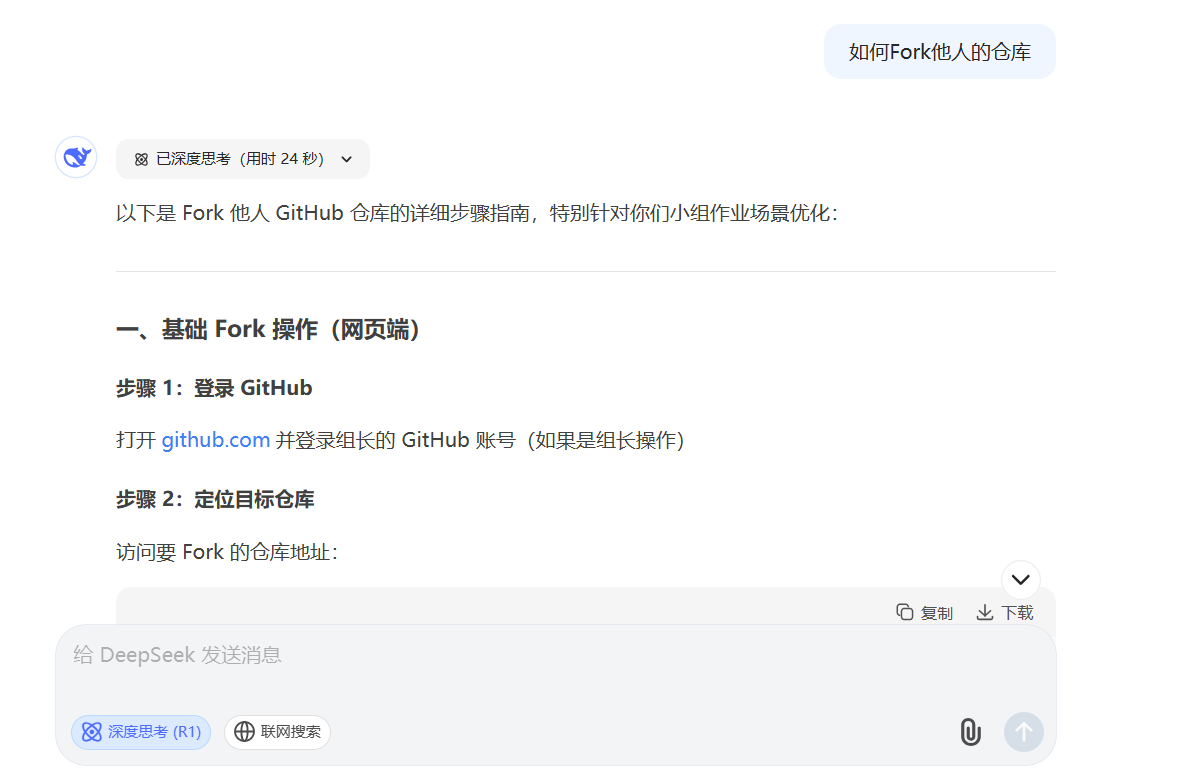 如何Fork他人的仓库
已深度思考（用时 24 秒）
以下是 Fork 他人 GitHub 仓库的详细步骤指南，特别针对你们小组作业场景优化：
一、基础 Fork 操作（网页端）
步骤 1：登录 GitHub
打开 github.com 并登录组长的 GitHub 账号（如果是组长操作）
步骤 2：定位目标仓库
访问要 Fork 的仓库地址：
复制 下载
给 DeepSeek 发送消息
深度思考 (R1) 联网搜索